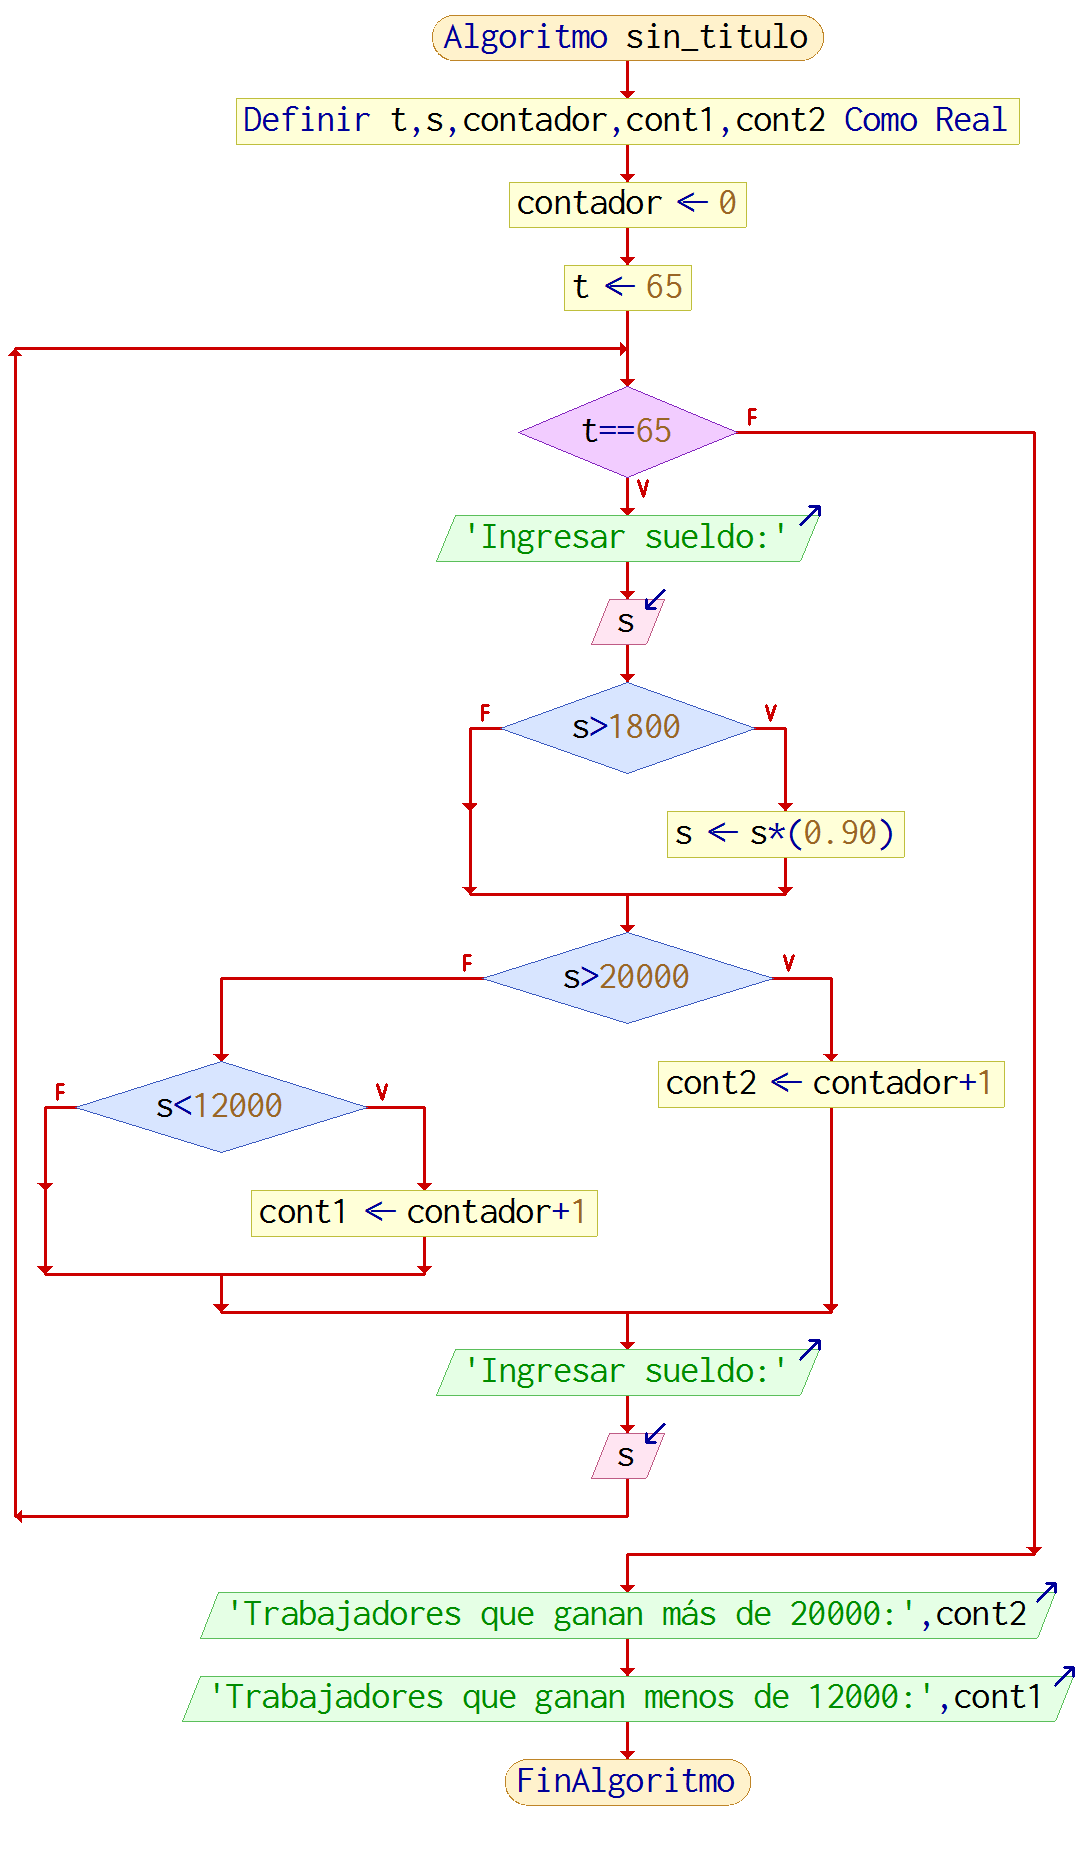 Algoritmo sin_titulo
Definir t,s,contador,cont1,cont2 Como Real
contador ← 0
t ← 65
t==65
F
V
'Ingresar sueldo:'
s
s>1800
F
V
s ← s*(0.90)
s>20000
F
V
cont2 ← contador+1
s<12000
F
V
cont1 ← contador+1
'Ingresar sueldo:'
s
'Trabajadores que ganan más de 20000:',cont2
'Trabajadores que ganan menos de 12000:',cont1
FinAlgoritmo